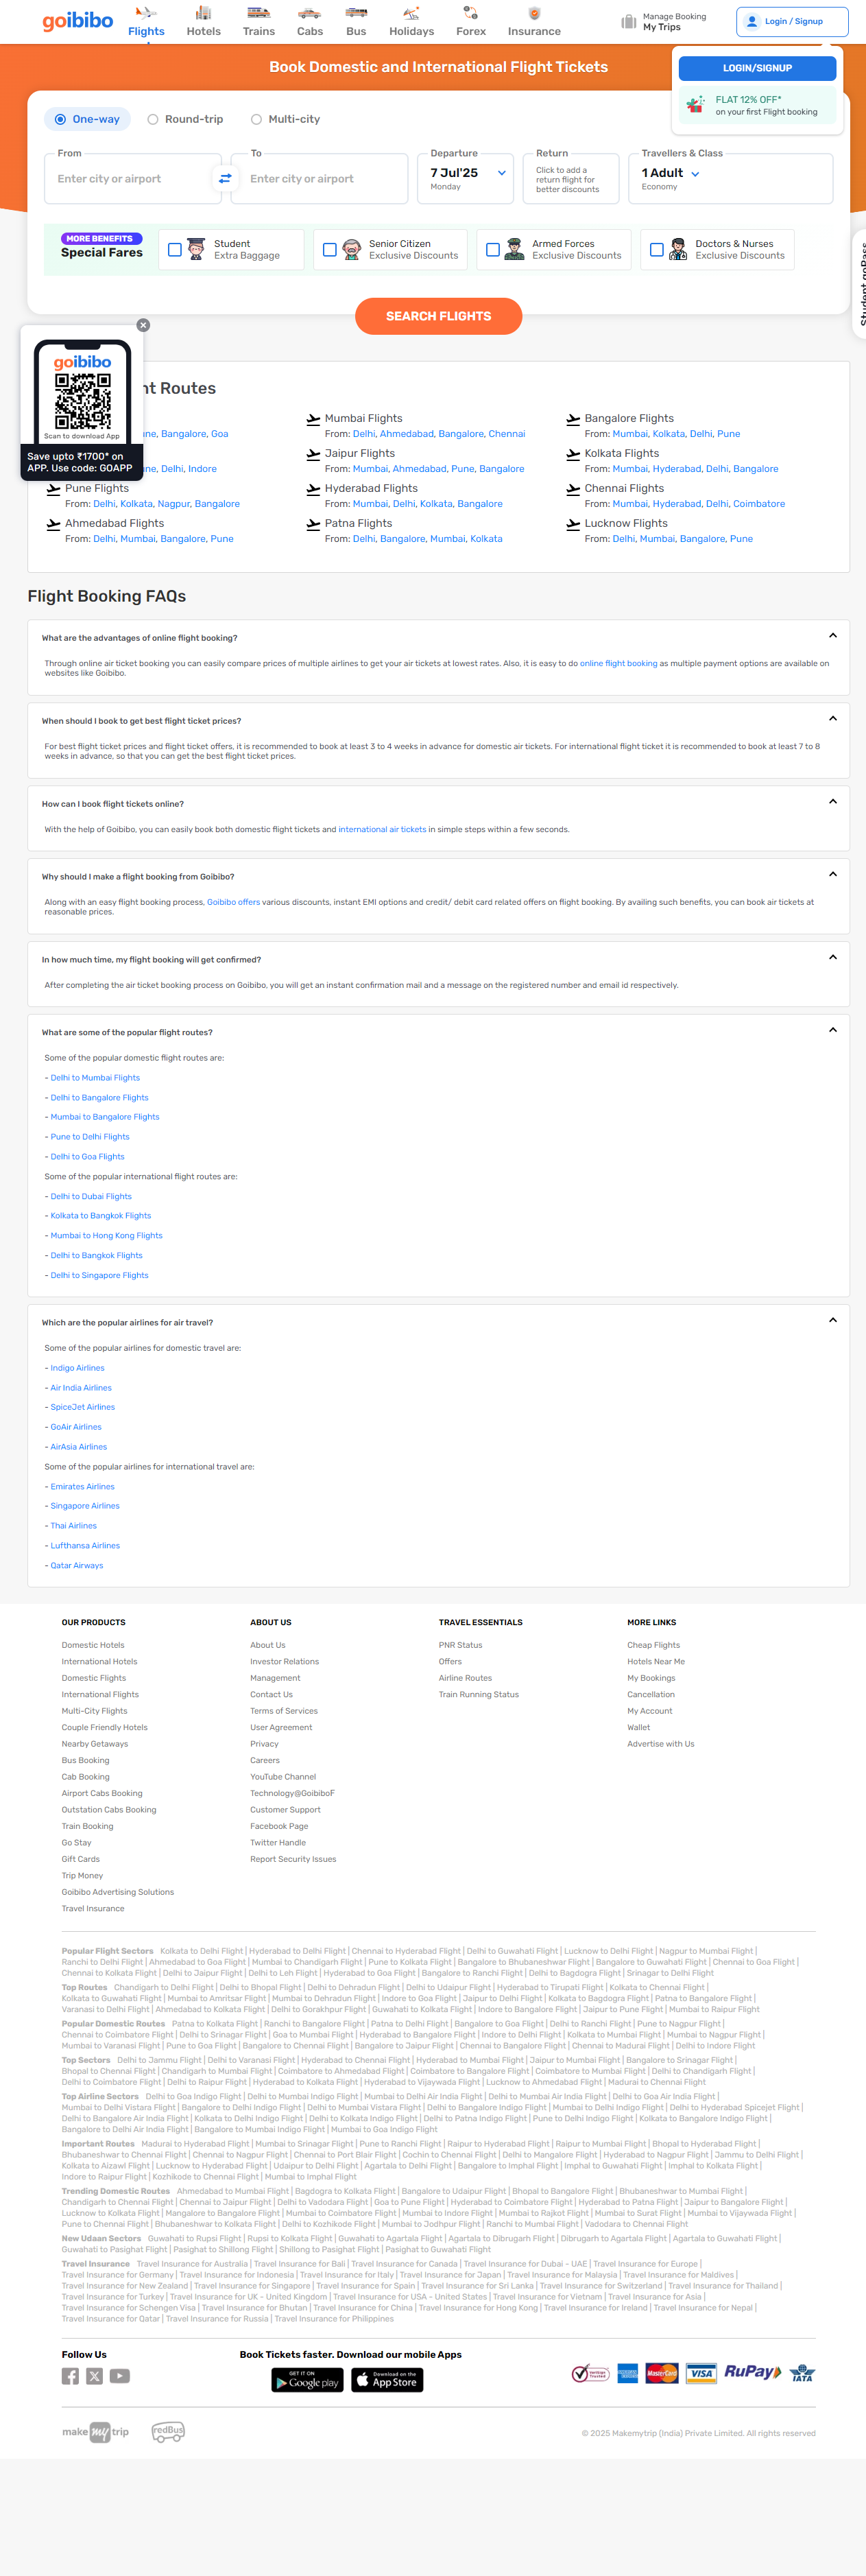 goibibo
Flights
Hotels
Trains
Cabs
Bus
Holidays
Forex
Insurance
Manage Booking
My Trips
Login / Signup
Book Domestic and International Flight Tickets
LOGIN/SIGNUP
FLAT 12% OFF*
on your first Flight booking
One-way
Round-trip
Multi-city
From
Enter city or airport
To
Enter city or airport
Departure
7 Jul'25
Monday
Return
Click to add a
return flight for
better discounts
Travellers & Class
1 Adult
Economy
MORE BENEFITS
Special Fares
Student
Extra Baggage
Senior Citizen
Exclusive Discounts
Armed Forces
Exclusive Discounts
Doctors & Nurses
Exclusive Discounts
Student goPass
SEARCH FLIGHTS
goibibo
Scan to download App
Save upto ₹1700* on
APP. Use code: GOAPP
nt Routes
une, Bangalore, Goa
Mumbai Flights
From: Delhi, Ahmedabad, Bangalore, Chennai
Bangalore Flights
From: Mumbai, Kolkata, Delhi, Pune
une, Delhi, Indore
Jaipur Flights
From: Mumbai, Ahmedabad, Pune, Bangalore
Kolkata Flights
From: Mumbai, Hyderabad, Delhi, Bangalore
Pune Flights
From: Delhi, Kolkata, Nagpur, Bangalore
Hyderabad Flights
From: Mumbai, Delhi, Kolkata, Bangalore
Chennai Flights
From: Mumbai, Hyderabad, Delhi, Coimbatore
Ahmedabad Flights
From: Delhi, Mumbai, Bangalore, Pune
Patna Flights
From: Delhi, Bangalore, Mumbai, Kolkata
Lucknow Flights
From: Delhi, Mumbai, Bangalore, Pune
Flight Booking FAQs
What are the advantages of online flight booking?
Through online air ticket booking you can easily compare prices of multiple airlines to get your air tickets at lowest rates. Also, it is easy to do online flight booking as multiple payment options are available on
websites like Goibibo.
When should I book to get best flight ticket prices?
For best flight ticket prices and flight ticket offers, it is recommended to book at least 3 to 4 weeks in advance for domestic air tickets. For international flight ticket it is recommended to book at least 7 to 8
weeks in advance, so that you can get the best flight ticket prices.
How can I book flight tickets online?
With the help of Goibibo, you can easily book both domestic flight tickets and international air tickets in simple steps within a few seconds.
Why should I make a flight booking from Goibibo?
Along with an easy flight booking process, Goibibo offers various discounts, instant EMI options and credit/ debit card related offers on flight booking. By availing such benefits, you can book air tickets at
reasonable prices.
In how much time, my flight booking will get confirmed?
After completing the air ticket booking process on Goibibo, you will get an instant confirmation mail and a message on the registered number and email id respectively.
What are some of the popular flight routes?
Some of the popular domestic flight routes are:
- Delhi to Mumbai Flights
- Delhi to Bangalore Flights
- Mumbai to Bangalore Flights
- Pune to Delhi Flights
- Delhi to Goa Flights
Some of the popular international flight routes are:
- Delhi to Dubai Flights
- Kolkata to Bangkok Flights
- Mumbai to Hong Kong Flights
- Delhi to Bangkok Flights
- Delhi to Singapore Flights
Which are the popular airlines for air travel?
Some of the popular airlines for domestic travel are:
- Indigo Airlines
- Air India Airlines
- SpiceJet Airlines
- GoAir Airlines
- AirAsia Airlines
Some of the popular airlines for international travel are:
- Emirates Airlines
- Singapore Airlines
- Thai Airlines
- Lufthansa Airlines
- Qatar Airways
OUR PRODUCTS
Domestic Hotels
International Hotels
Domestic Flights
International Flights
Multi-City Flights
Couple Friendly Hotels
Nearby Getaways
Bus Booking
Cab Booking
Airport Cabs Booking
Outstation Cabs Booking
Train Booking
Go Stay
Gift Cards
Trip Money
Goibibo Advertising Solutions
Travel Insurance
ABOUT US
About Us
Investor Relations
Management
Contact Us
Terms of Services
User Agreement
Privacy
Careers
YouTube Channel
Technology@GoibiboF
Customer Support
Facebook Page
Twitter Handle
Report Security Issues
TRAVEL ESSENTIALS
PNR Status
Offers
Airline Routes
Train Running Status
MORE LINKS
Cheap Flights
Hotels Near Me
My Bookings
Cancellation
My Account
Wallet
Advertise with Us
Popular Flight Sectors Kolkata to Delhi Flight | Hyderabad to Delhi Flight | Chennai to Hyderabad Flight | Delhi to Guwahati Flight | Lucknow to Delhi Flight | Nagpur to Mumbai Flight |
Ranchi to Delhi Flight | Ahmedabad to Goa Flight | Mumbai to Chandigarh Flight | Pune to Kolkata Flight | Bangalore to Bhubaneshwar Flight | Bangalore to Guwahati Flight | Chennai to Goa Flight |
Chennai to Kolkata Flight | Delhi to Jaipur Flight | Delhi to Leh Flight | Hyderabad to Goa Flight | Bangalore to Ranchi Flight | Delhi to Bagdogra Flight | Srinagar to Delhi Flight
Top Routes Chandigarh to Delhi Flight | Delhi to Bhopal Flight | Delhi to Dehradun Flight | Delhi to Udaipur Flight | Hyderabad to Tirupati Flight | Kolkata to Chennai Flight |
Kolkata to Guwahati Flight | Mumbai to Amritsar Flight | Mumbai to Dehradun Flight | Indore to Goa Flight | Jaipur to Delhi Flight | Kolkata to Bagdogra Flight | Patna to Bangalore Flight |
Varanasi to Delhi Flight | Ahmedabad to Kolkata Flight | Delhi to Gorakhpur Flight | Guwahati to Kolkata Flight | Indore to Bangalore Flight | Jaipur to Pune Flight | Mumbai to Raipur Flight
Popular Domestic Routes Patna to Kolkata Flight | Ranchi to Bangalore Flight | Patna to Delhi Flight | Bangalore to Goa Flight | Delhi to Ranchi Flight | Pune to Nagpur Flight |
Chennai to Coimbatore Flight | Delhi to Srinagar Flight | Goa to Mumbai Flight | Hyderabad to Bangalore Flight | Indore to Delhi Flight | Kolkata to Mumbai Flight | Mumbai to Nagpur Flight |
Mumbai to Varanasi Flight | Pune to Goa Flight | Bangalore to Chennai Flight | Bangalore to Jaipur Flight | Chennai to Bangalore Flight | Chennai to Madurai Flight | Delhi to Indore Flight
Top Sectors Delhi to Jammu Flight | Delhi to Varanasi Flight | Hyderabad to Chennai Flight | Hyderabad to Mumbai Flight | Jaipur to Mumbai Flight | Bangalore to Srinagar Flight |
Bhopal to Chennai Flight | Chandigarh to Mumbai Flight | Coimbatore to Ahmedabad Flight | Coimbatore to Bangalore Flight | Coimbatore to Mumbai Flight | Delhi to Chandigarh Flight |
Delhi to Coimbatore Flight | Delhi to Raipur Flight | Hyderabad to Kolkata Flight | Hyderabad to Vijaywada Flight | Lucknow to Ahmedabad Flight | Madurai to Chennai Flight
Top Airline Sectors Delhi to Goa Indigo Flight | Delhi to Mumbai Indigo Flight | Mumbai to Delhi Air India Flight | Delhi to Mumbai Air India Flight | Delhi to Goa Air India Flight |
Mumbai to Delhi Vistara Flight | Bangalore to Delhi Indigo Flight | Delhi to Mumbai Vistara Flight | Delhi to Bangalore Indigo Flight | Mumbai to Delhi Indigo Flight | Delhi to Hyderabad Spicejet Flight |
Delhi to Bangalore Air India Flight | Kolkata to Delhi Indigo Flight | Delhi to Kolkata Indigo Flight | Delhi to Patna Indigo Flight | Pune to Delhi Indigo Flight | Kolkata to Bangalore Indigo Flight |
Bangalore to Delhi Air India Flight | Bangalore to Mumbai Indigo Flight | Mumbai to Goa Indigo Flight
Important Routes Madurai to Hyderabad Flight | Mumbai to Srinagar Flight | Pune to Ranchi Flight | Raipur to Hyderabad Flight | Raipur to Mumbai Flight | Bhopal to Hyderabad Flight |
Bhubaneshwar to Chennai Flight | Chennai to Nagpur Flight | Chennai to Port Blair Flight | Cochin to Chennai Flight | Delhi to Mangalore Flight | Hyderabad to Nagpur Flight | Jammu to Delhi Flight |
Kolkata to Aizawl Flight | Lucknow to Hyderabad Flight | Udaipur to Delhi Flight | Agartala to Delhi Flight | Bangalore to Imphal Flight | Imphal to Guwahati Flight | Imphal to Kolkata Flight |
Indore to Raipur Flight | Kozhikode to Chennai Flight | Mumbai to Imphal Flight
Trending Domestic Routes Ahmedabad to Mumbai Flight | Bagdogra to Kolkata Flight | Bangalore to Udaipur Flight | Bhopal to Bangalore Flight | Bhubaneshwar to Mumbai Flight |
Chandigarh to Chennai Flight | Chennai to Jaipur Flight | Delhi to Vadodara Flight | Goa to Pune Flight | Hyderabad to Coimbatore Flight | Hyderabad to Patna Flight | Jaipur to Bangalore Flight |
Lucknow to Kolkata Flight | Mangalore to Bangalore Flight | Mumbai to Coimbatore Flight | Mumbai to Indore Flight | Mumbai to Rajkot Flight | Mumbai to Surat Flight | Mumbai to Vijaywada Flight |
Pune to Chennai Flight | Bhubaneshwar to Kolkata Flight | Delhi to Kozhikode Flight | Mumbai to Jodhpur Flight | Ranchi to Mumbai Flight | Vadodara to Chennai Flight
New Udaan Sectors Guwahati to Rupsi Flight | Rupsi to Kolkata Flight | Guwahati to Agartala Flight | Agartala to Dibrugarh Flight | Dibrugarh to Agartala Flight | Agartala to Guwahati Flight |
Guwahati to Pasighat Flight | Pasighat to Shillong Flight | Shillong to Pasighat Flight | Pasighat to Guwahati Flight
Travel Insurance Travel Insurance for Australia | Travel Insurance for Bali | Travel Insurance for Canada | Travel Insurance for Dubai - UAE | Travel Insurance for Europe |
Travel Insurance for Germany | Travel Insurance for Indonesia | Travel Insurance for Italy | Travel Insurance for Japan | Travel Insurance for Malaysia | Travel Insurance for Maldives |
Travel Insurance for New Zealand | Travel Insurance for Singapore | Travel Insurance for Spain | Travel Insurance for Sri Lanka | Travel Insurance for Switzerland | Travel Insurance for Thailand |
Travel Insurance for Turkey | Travel Insurance for UK - United Kingdom | Travel Insurance for USA - United States | Travel Insurance for Vietnam | Travel Insurance for Asia |
Travel Insurance for Schengen Visa | Travel Insurance for Bhutan | Travel Insurance for China | Travel Insurance for Hong Kong | Travel Insurance for Ireland | Travel Insurance for Nepal |
Travel Insurance for Qatar | Travel Insurance for Russia | Travel Insurance for Philippines
Follow Us
Book Tickets faster. Download our mobile Apps
GET IT ON
Google play
Download on the
App Store
MasterCard
VISA
RuPay
IATA
make my trip
redBus
© 2025 Makemytrip (India) Private Limited. All rights reserved